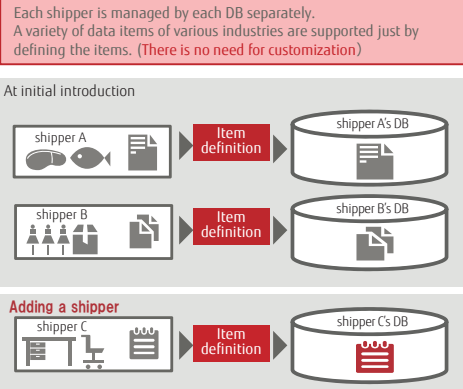 Each shipper is managed by each DB separately.
A variety of data items of various industries are supported just by
defining the items. (There is no need for customization)
At initial introduction
shipper A
Item
definition
shipper A's DB
shipper B
Item
definition
shipper B's DB
Adding a shipper
shipper C
Item
definition
shipper C's DB